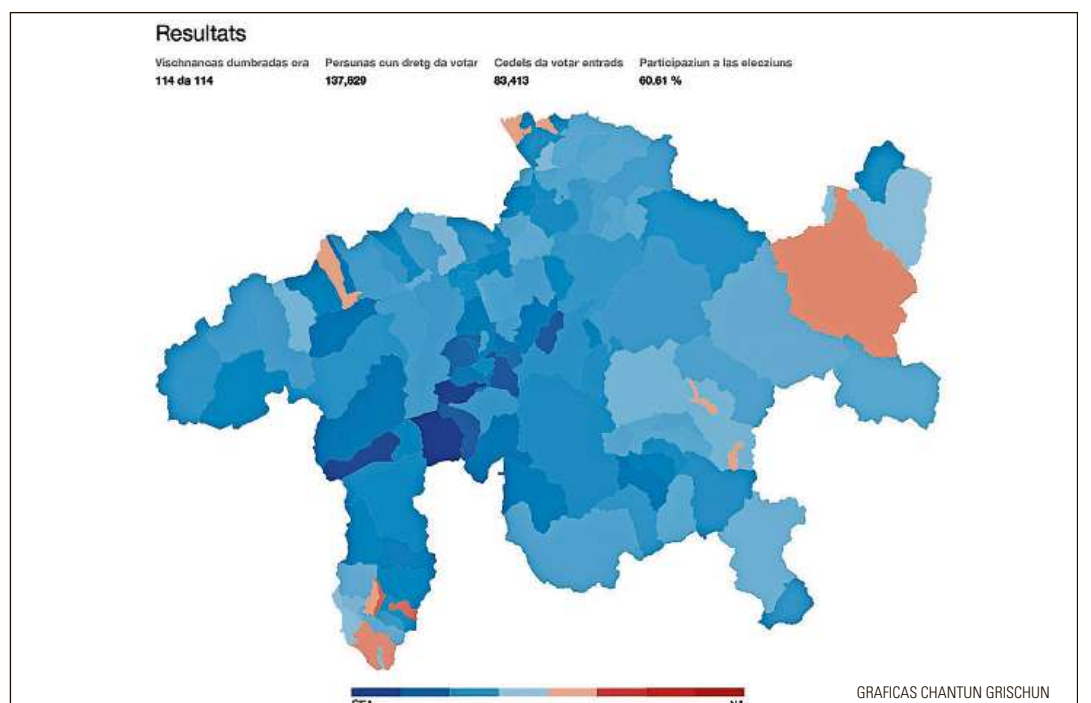 Resultats
Vischnancas dumbradas ora Persunas cun dretg da votar Cedels da votar entrads Participaziun a las elecziuns
114 da 114 137,629 83,413 60.61 %
GRAFICAS CHANTUN GRISCHUN